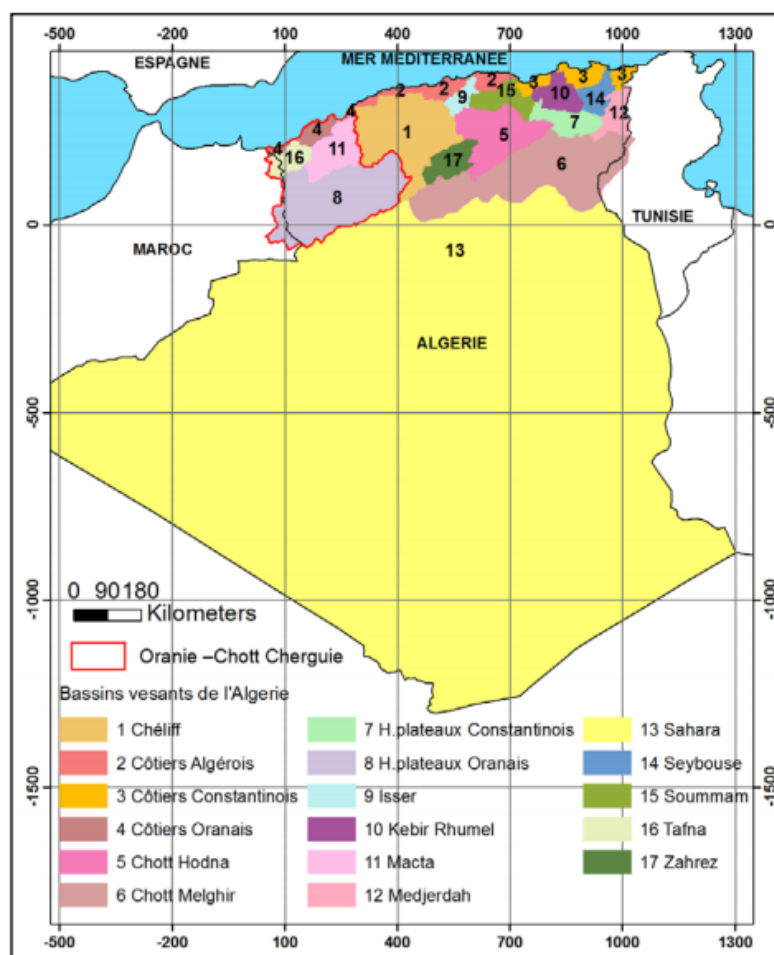 -500 -200 100 400 700 1000 1300
ESPAGNE
MER MEDITERRANEE
2 3 3 3
2 15 10 14
2 9 12
4 7
4 1 5
4 16 11
17 6
8
0 0
TUNISIE
MAROC
13
ALGERIE
-500 -500
0 90 180
Kilometers
-1000 -1000
Oranie –Chott Cherguie
Bassins vesants de l'Algerie
1 Chéliff
2 Côtiers Algérois
3 Côtiers Constantinois
4 Côtiers Oranais
5 Chott Hodna
6 Chott Melghir
7 H.plateaux Constantinois
8 H.plateaux Oranais
9 Isser
10 Kebir Rhumel
11 Macta
12 Medjerdah
13 Sahara
14 Seybouse
15 Soummam
16 Tafna
17 Zahrez
-1500 -1500
-500 -200 100 400 700 1000 1300